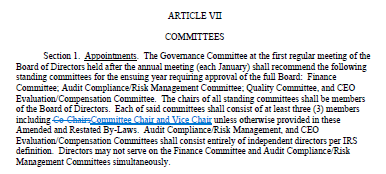 ARTICLE VII
COMMITTEES
Section 1. Appointments. The Governance Committee at the first regular meeting of the
Board of Directors held after the annual meeting (each January) shall recommend the following
standing committees for the ensuing year requiring approval of the full Board: Finance
Committee; Audit Compliance/Risk Management Committee; Quality Committee, and CEO
Evaluation/Compensation Committee. The chairs of all standing committees shall be members
of the Board of Directors. Each of said committees shall consist of at least three (3) members
including Co-Chairs Committee Chair and Vice Chair unless otherwise provided in these
Amended and Restated By-Laws. Audit Compliance/Risk Management, and CEO
Evaluation/Compensation Committees shall consist entirely of independent directors per IRS
definition. Directors may not serve on the Finance Committee and Audit Compliance/Risk
Management Committees simultaneously.